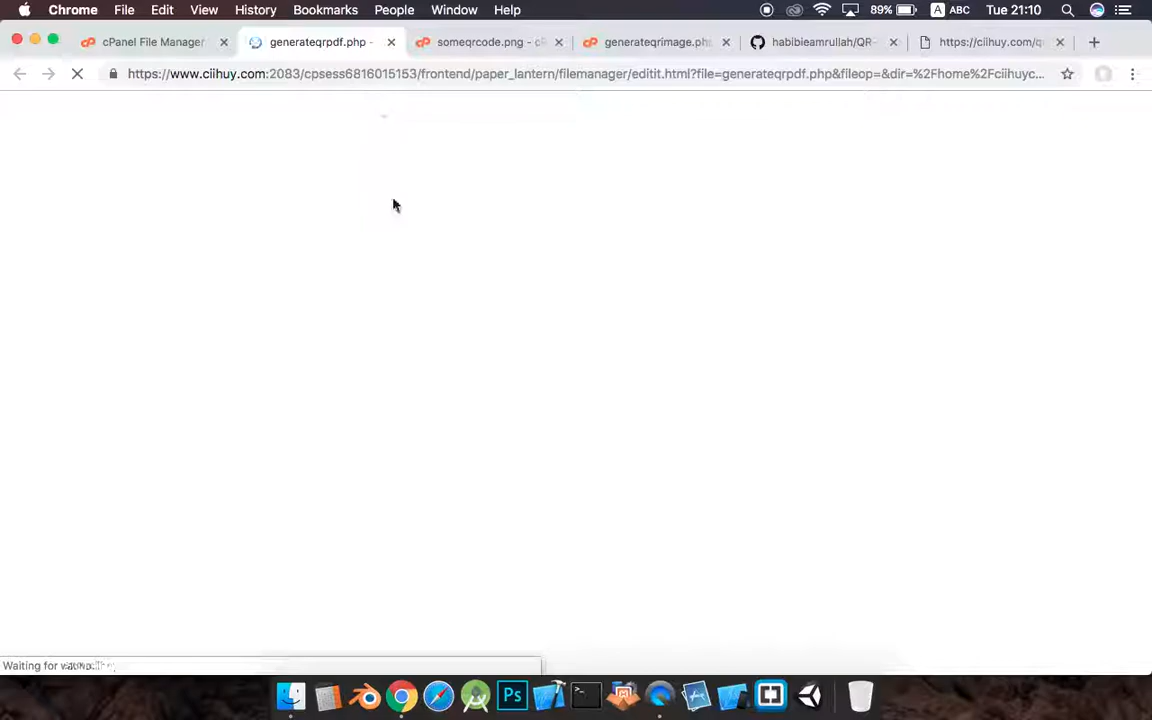 Chrome File Edit View History Bookmarks People Window Help 89% A ABC Tue 21:10
cPanel File Manager generateqrpdf.php - someqrcode.png - cP generateqrimage.php habibieamrullah/QR- https://ciihuy.com/q
https://www.ciihuy.com:2083/cpsess6816015153/frontend/paper_lantern/filemanager/editit.html?file=generateqrpdf.php&fileop=&dir=%2Fhome%2Fciihuyc...
Waiting for
Ps